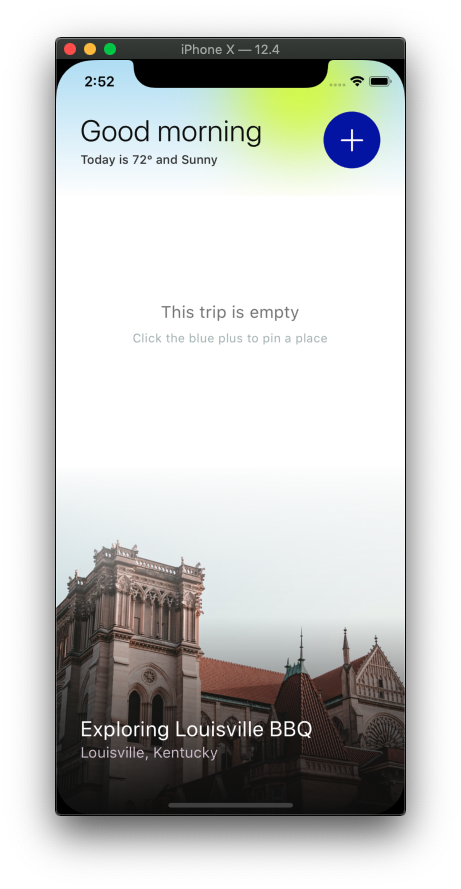 iPhone X — 12.4
2:52
Good morning
Today is 72° and Sunny
This trip is empty
Click the blue plus to pin a place
Exploring Louisville BBQ
Louisville, Kentucky